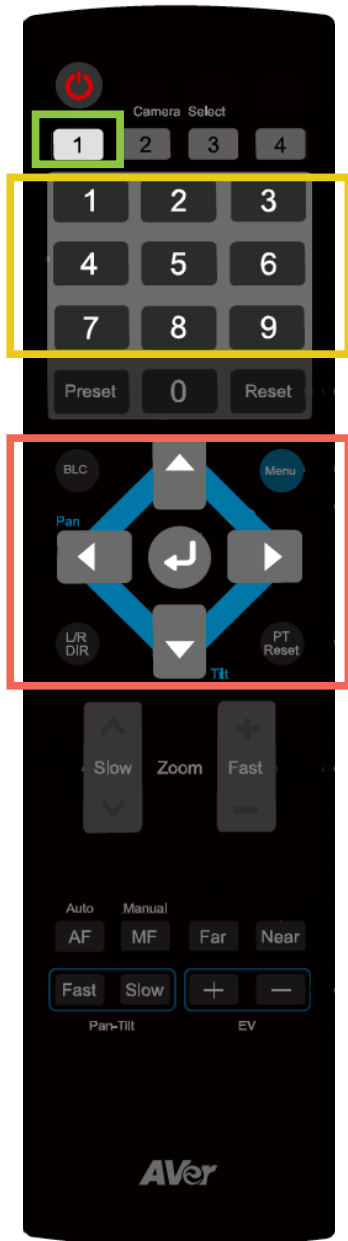 Camera Select
1 2 3 4
1 2 3
4 5 6
7 8 9
Preset 0 Reset
BLC Menu
Pan
L/R DIR PT Reset
Tilt
Slow Zoom Fast
Auto Manual
AF MF Far Near
Fast Slow + −
Pan-Tilt EV
AVer